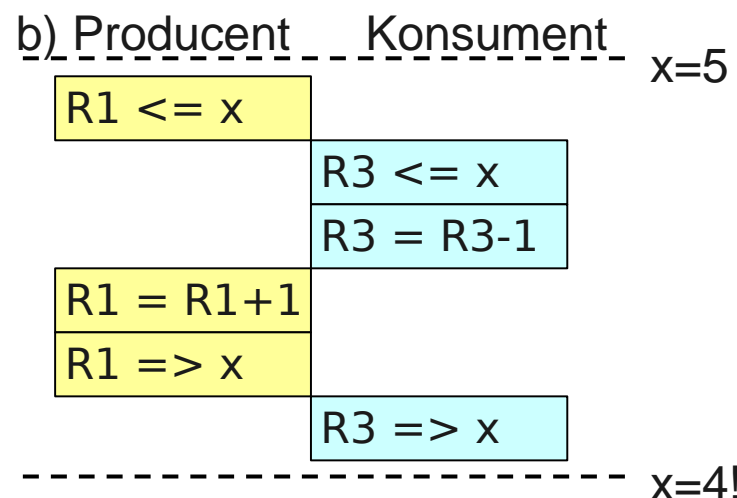 b) Producent Konsument
x=5
R1 <= x
R3 <= x
R3 = R3-1
R1 = R1+1
R1 => x
R3 => x
x=4!